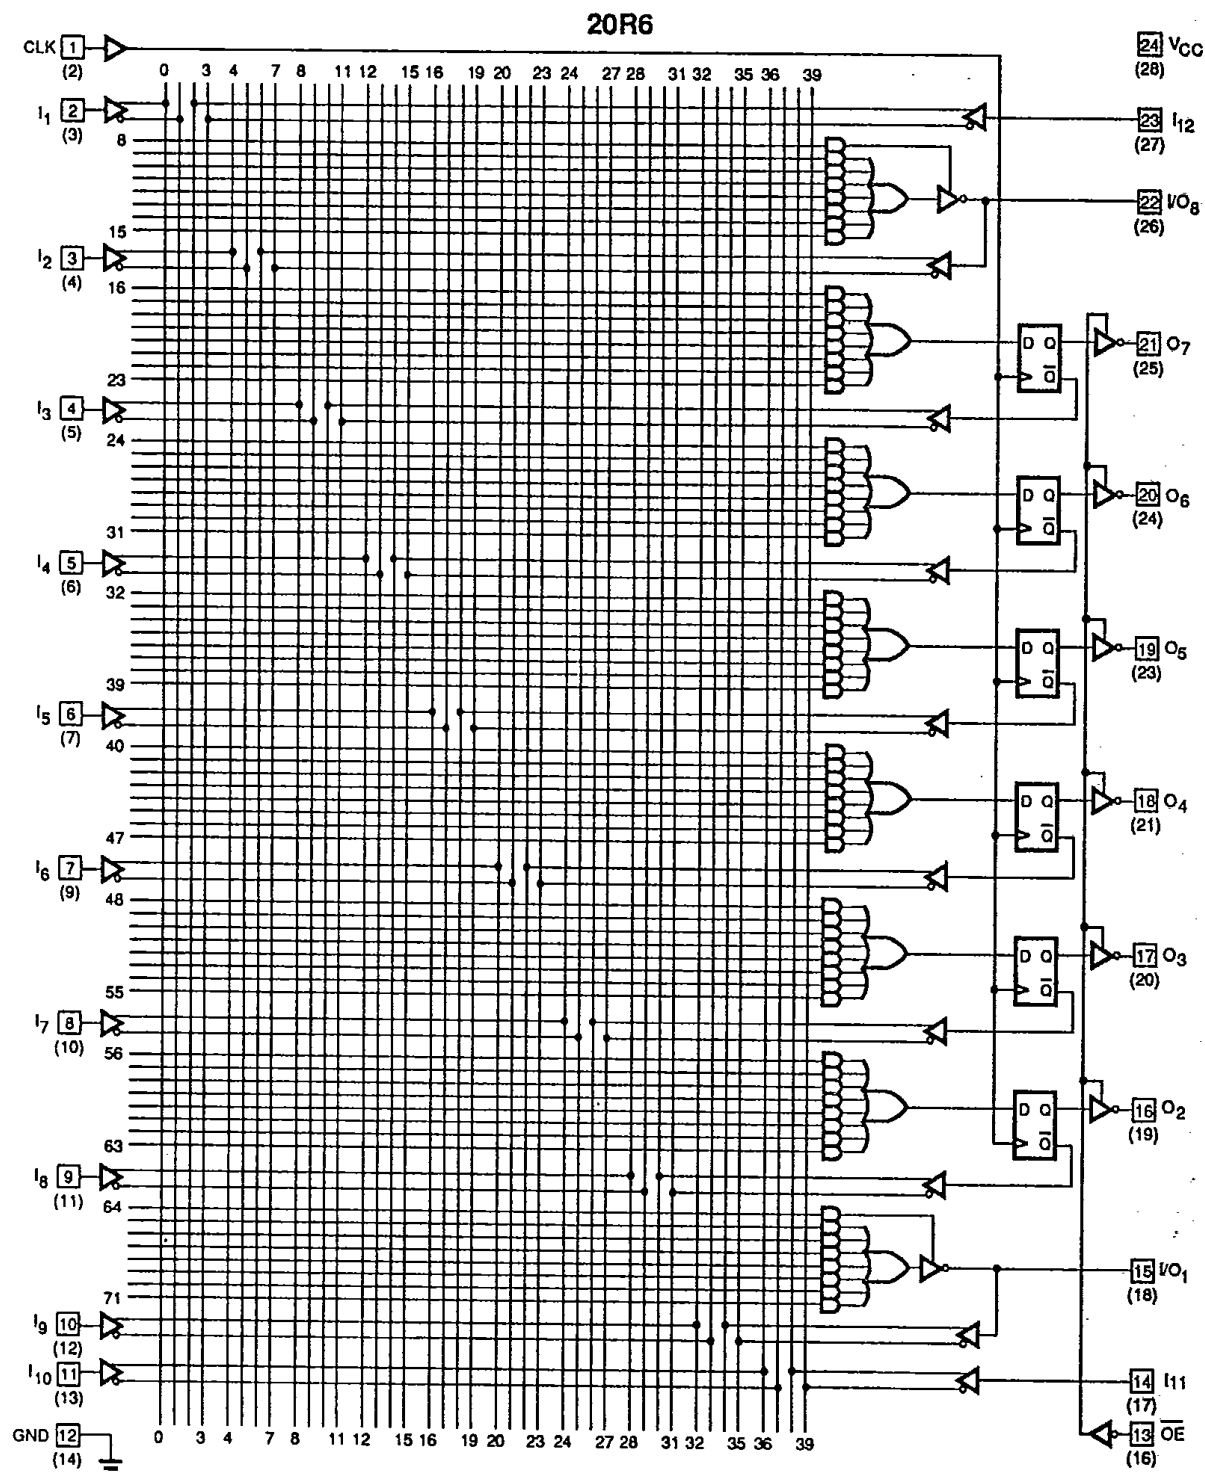 20R6
CLK 1 (2)
24 VCC (28)
0 3 4 7 8 11 12 15 16 19 20 23 24 27 28 31 32 35 36 39
I1 2 (3)
23 I12 (27)
8
22 I/O8 (26)
15
I2 3 (4)
16
D Q Q
21 O7 (25)
23
I3 4 (5)
24
D Q Q
20 O6 (24)
31
I4 5 (6)
32
D Q Q
19 O5 (23)
39
I5 6 (7)
40
D Q Q
18 O4 (21)
47
I6 7 (9)
48
D Q Q
17 O3 (20)
55
I7 8 (10)
56
D Q Q
16 O2 (19)
63
I8 9 (11)
64
15 I/O1 (18)
71
I9 10 (12)
I10 11 (13)
14 I11 (17)
GND 12 (14)
0 3 4 7 8 11 12 15 16 19 20 23 24 27 28 31 32 35 36 39
13 OE (16)